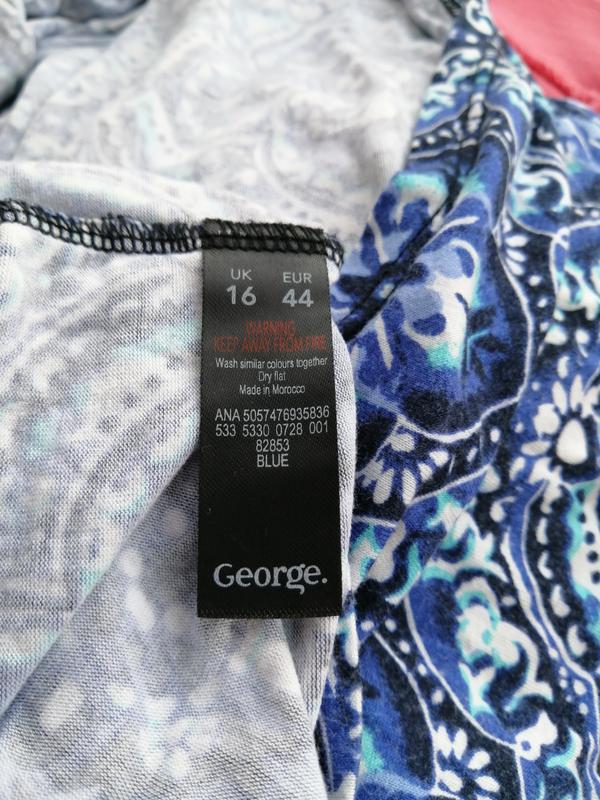 UK EUR
16 44
WARNING
KEEP AWAY FROM FIRE
Wash similar colours together
Dry flat
Made in Morocco
ANA 5057476935836
533 5330 0728 001
82853
BLUE
George.